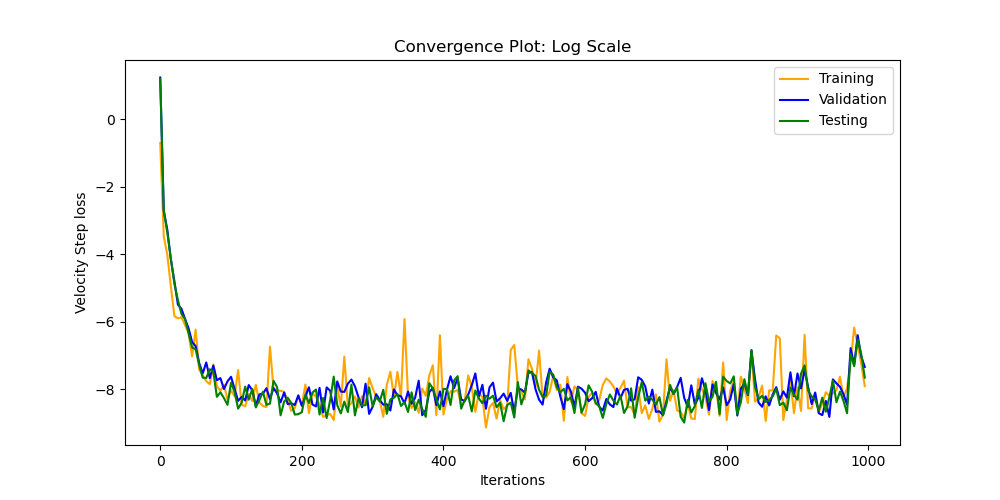 Convergence Plot: Log Scale
Training
Validation
Testing
Velocity Step loss
0
−2
−4
−6
−8
0
200
400
600
800
1000
Iterations